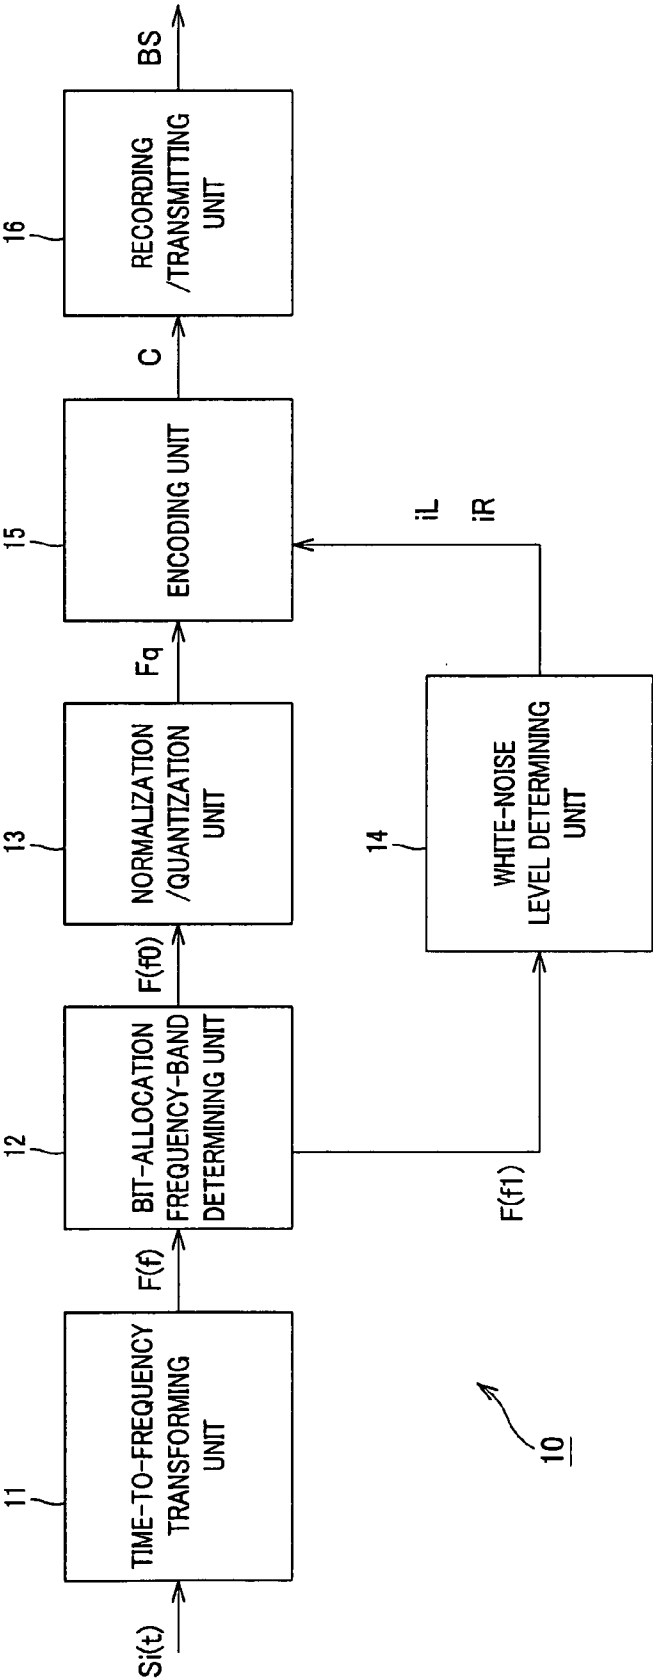 Si(t)
11
TIME-TO-FREQUENCY
TRANSFORMING
UNIT
F(f)
12
BIT-ALLOCATION
FREQUENCY-BAND
DETERMINING UNIT
F(f0)
13
NORMALIZATION
/QUANTIZATION
UNIT
Fq
15
ENCODING UNIT
C
16
RECORDING
/TRANSMITTING
UNIT
BS
F(f1)
14
WHITE-NOISE
LEVEL DETERMINING
UNIT
iL
iR
10